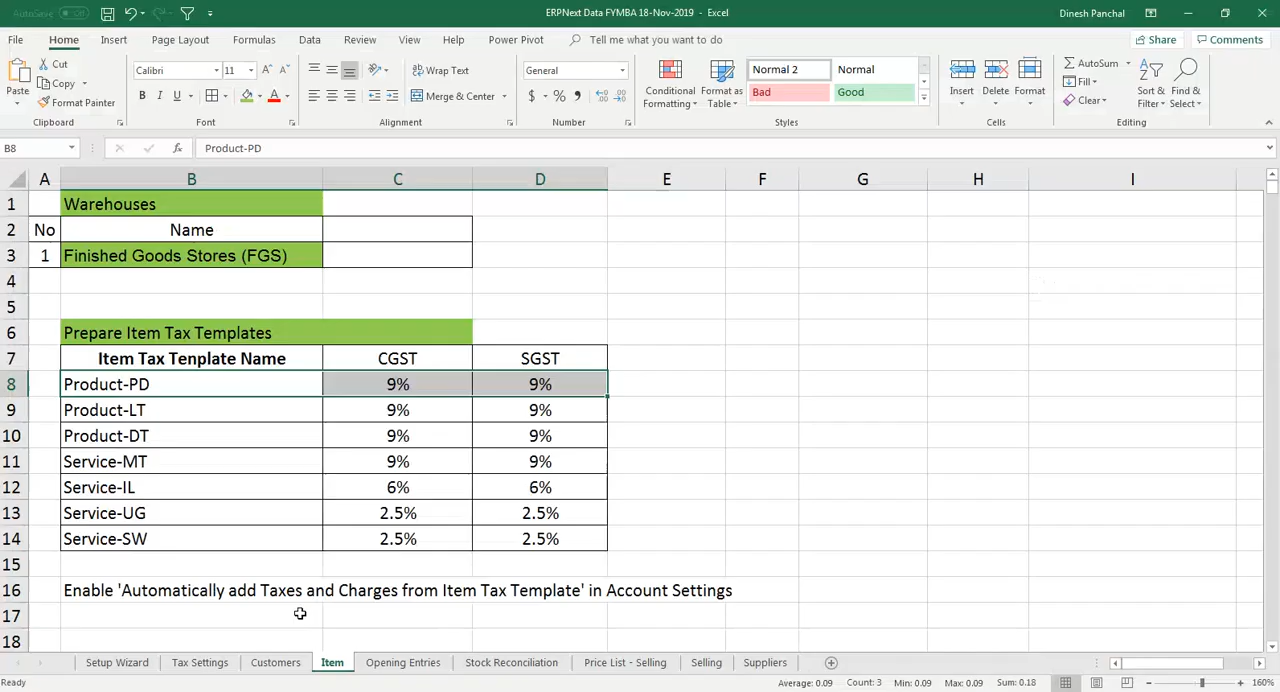 AutoSave Off ERPNext Data FYMBA 18-Nov-2019 - Excel Dinesh Panchal
File Home Insert Page Layout Formulas Data Review View Help Power Pivot Tell me what you want to do Share Comments
Paste Cut Copy Format Painter
Clipboard
Calibri 11
B I U
Font
Wrap Text
Merge & Center
Alignment
General
$ % ,
Number
Conditional Formatting Format as Table
Normal 2 Normal
Bad Good
Styles
Insert Delete Format
Cells
AutoSum
Fill
Clear
Sort & Filter Find & Select
Editing
B8 fx Product-PD
A B C D E F G H I
1 Warehouses
2 No Name
3 1 Finished Goods Stores (FGS)
4
5
6 Prepare Item Tax Templates
7 Item Tax Tenplate Name CGST SGST
8 Product-PD 9% 9%
9 Product-LT 9% 9%
10 Product-DT 9% 9%
11 Service-MT 9% 9%
12 Service-IL 6% 6%
13 Service-UG 2.5% 2.5%
14 Service-SW 2.5% 2.5%
15
16 Enable 'Automatically add Taxes and Charges from Item Tax Template' in Account Settings
17
18
Setup Wizard Tax Settings Customers Item Opening Entries Stock Reconciliation Price List - Selling Selling Suppliers
Ready Average: 0.09 Count: 3 Min: 0.09 Max: 0.09 Sum: 0.18 160%